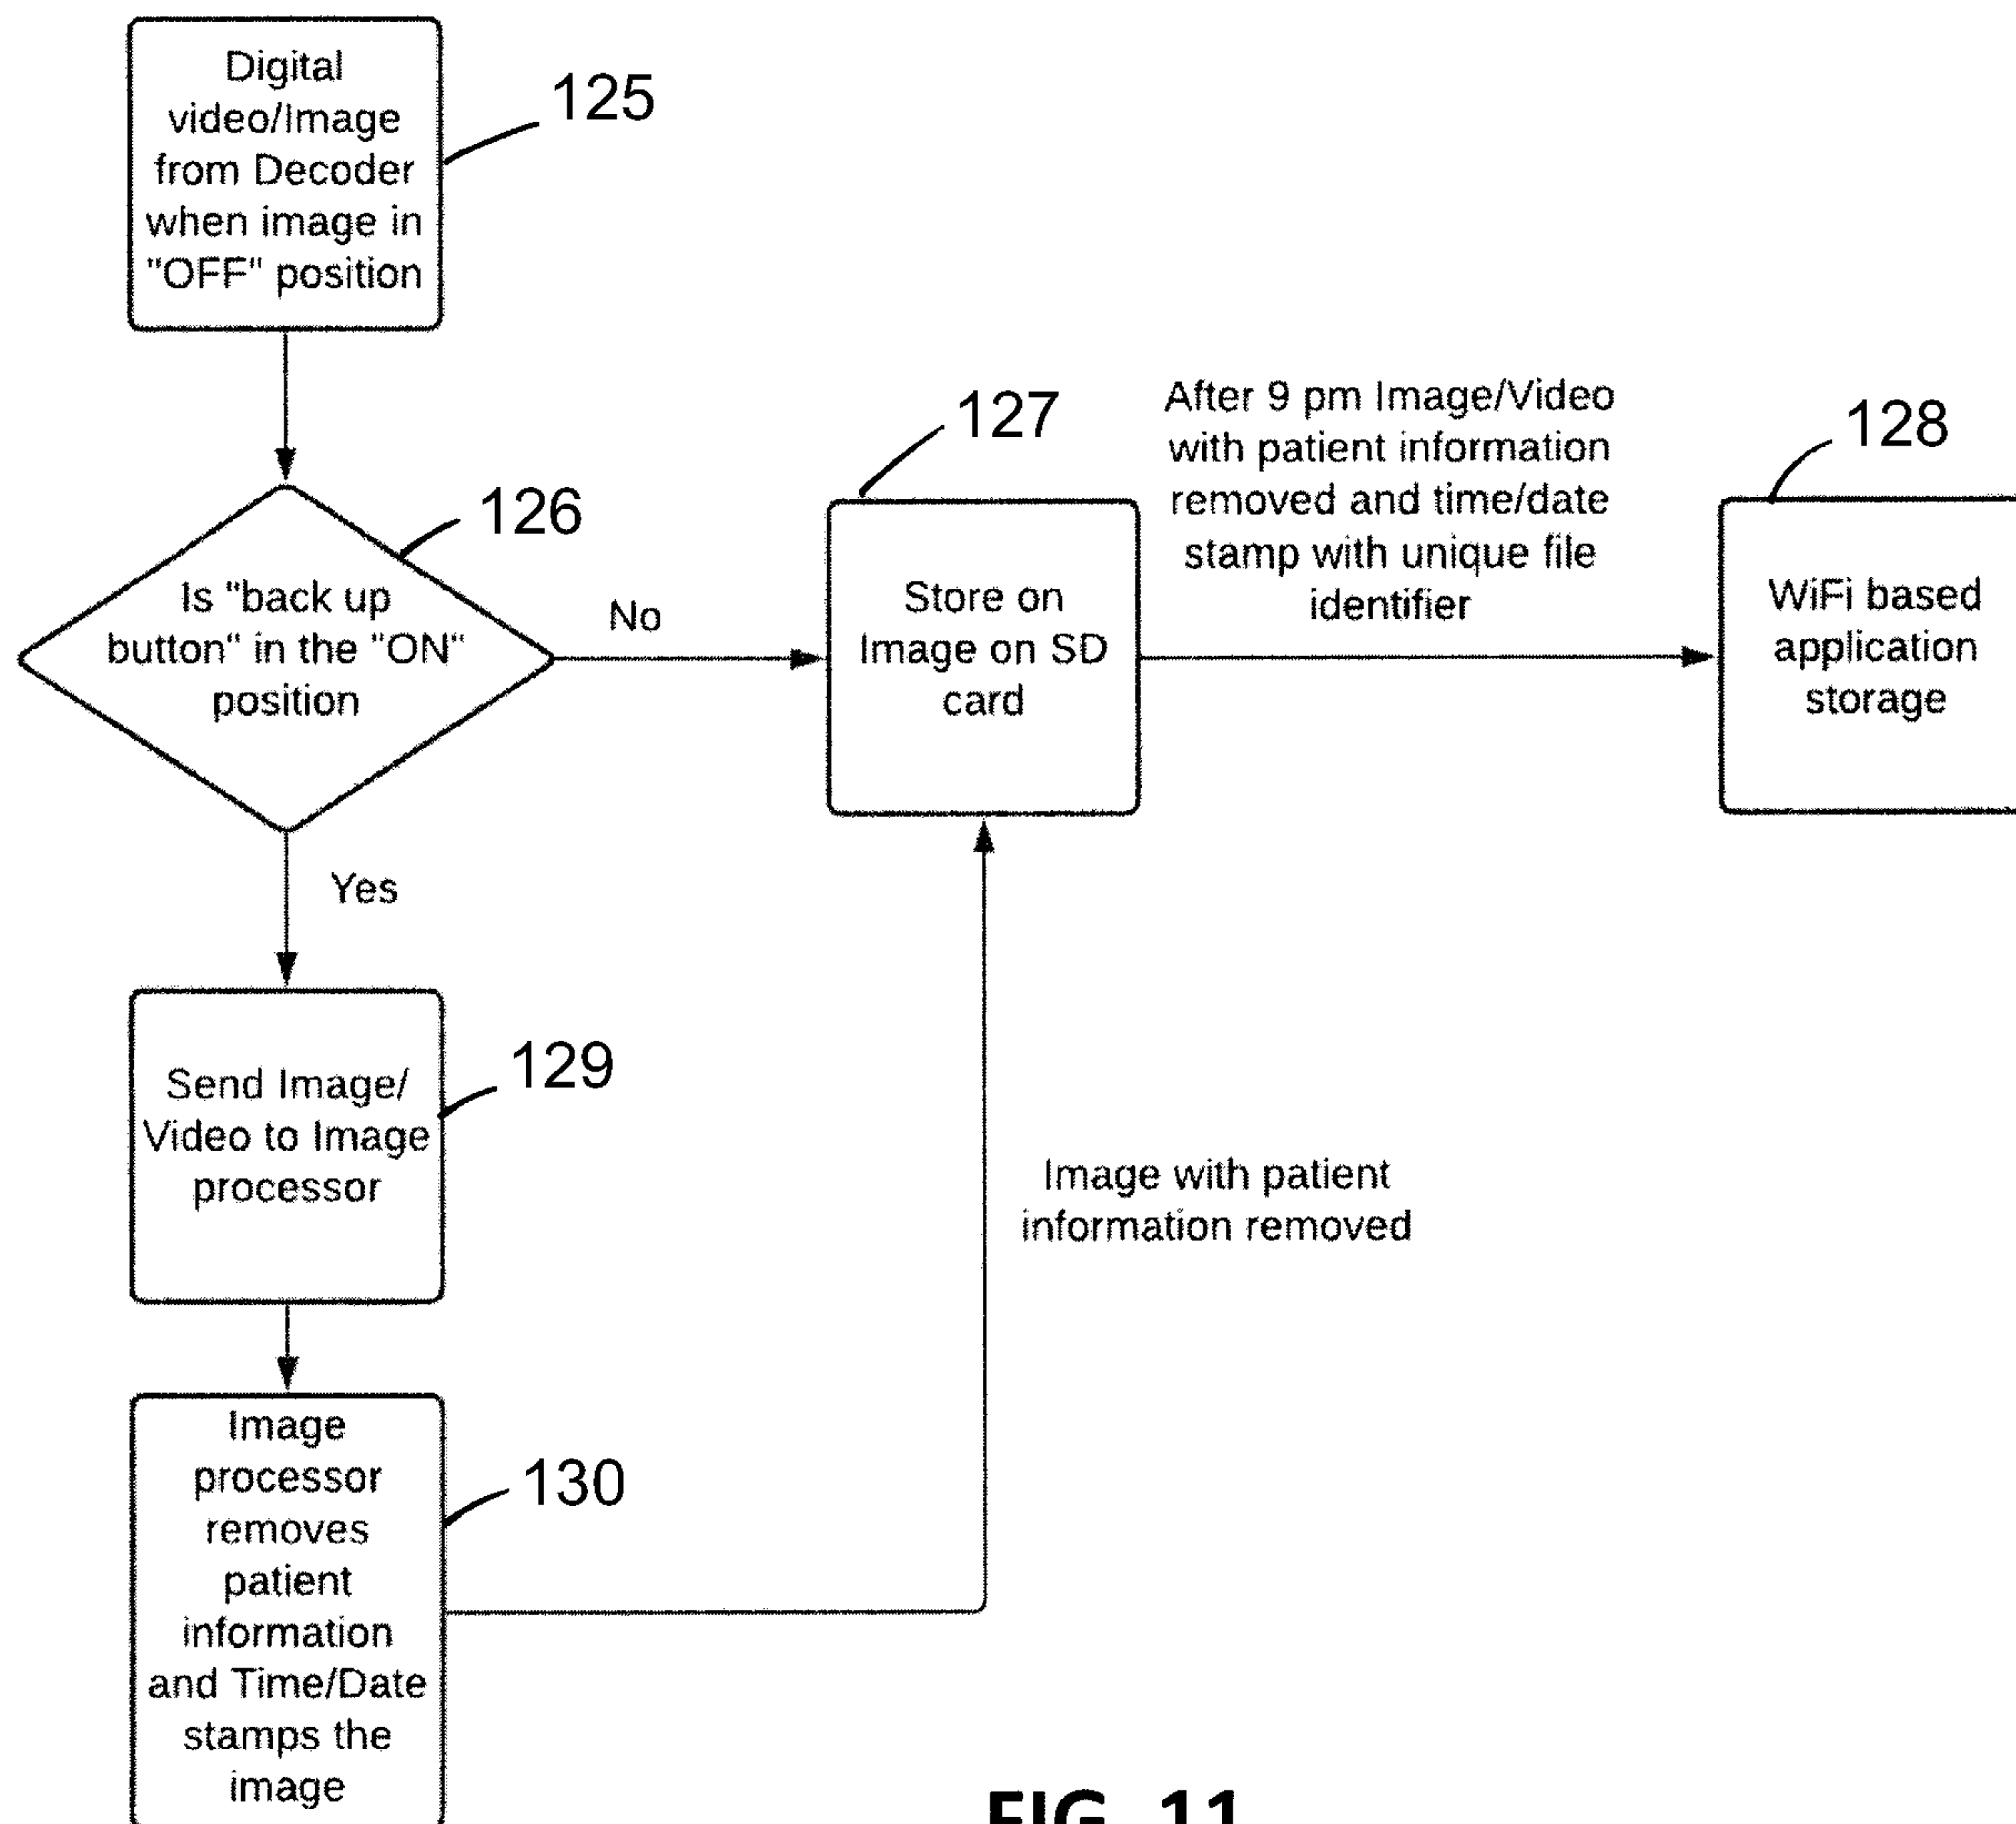 Digital
video/Image
from Decoder
when image in
"OFF" position
125
126
Is "back up
button" in the "ON"
position
No
Yes
127
Store on
Image on SD
card
After 9 pm Image/Video
with patient information
removed and time/date
stamp with unique file
identifier
128
WiFi based
application
storage
129
Send Image/
Video to Image
processor
130
Image
processor
removes
patient
information
and Time/Date
stamps the
image
Image with patient
information removed
FIG. 11